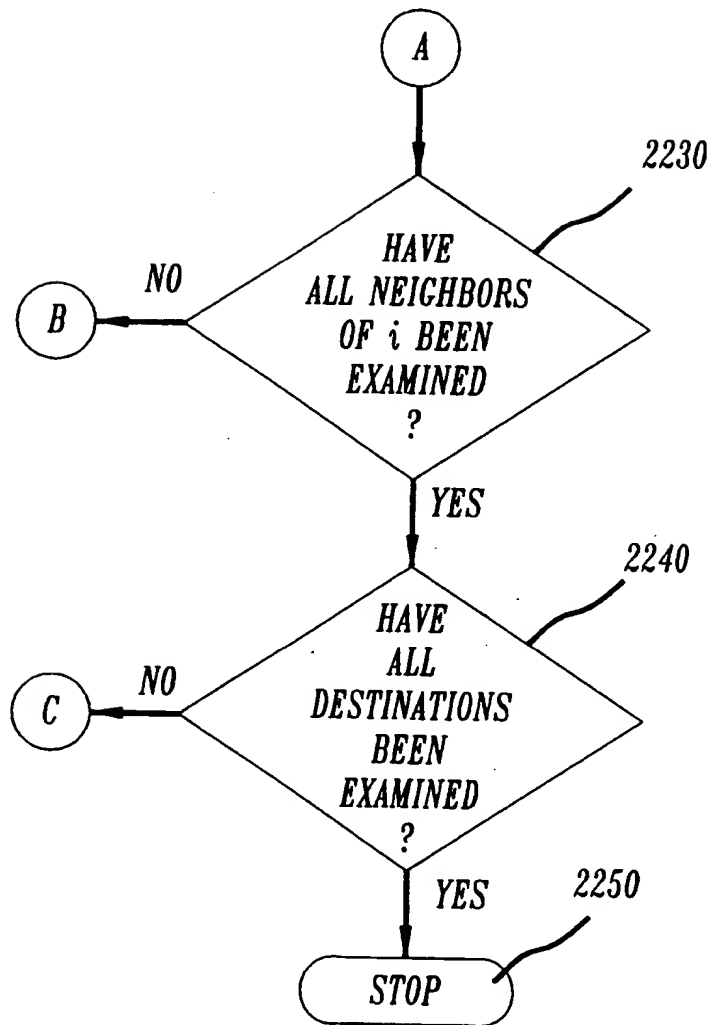 A
2230
HAVE
ALL NEIGHBORS
OF i BEEN
EXAMINED
?
NO
B
YES
2240
HAVE
ALL
DESTINATIONS
BEEN
EXAMINED
?
NO
C
YES
2250
STOP